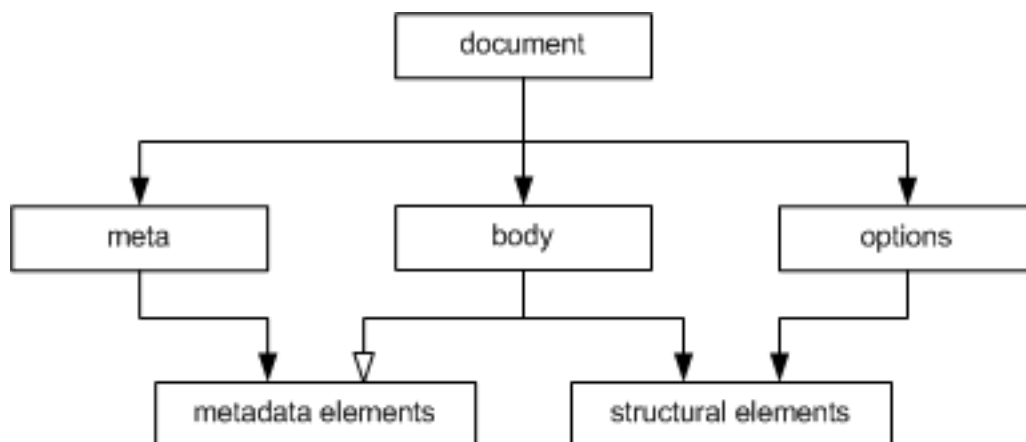 document
meta
body
options
metadata elements
structural elements